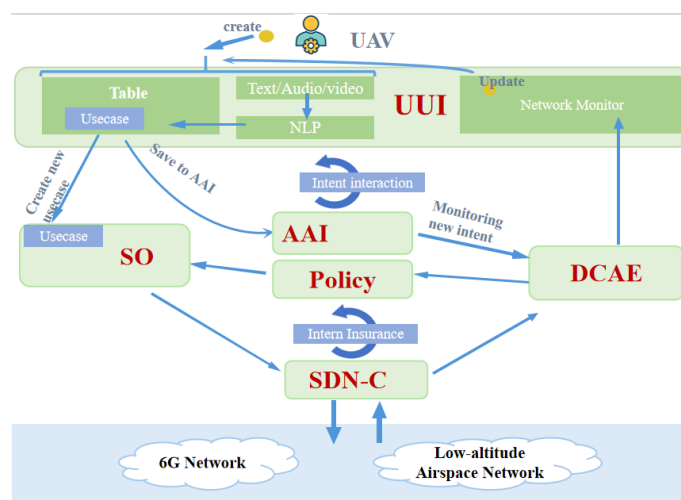 create
UAV
Update
Table
Text/Audio/video
UUI
Network Monitor
Usecase
NLP
Create new
usecase
Save to AAI
Intent interaction
Monitoring
new intent
Usecase
SO
AAI
Policy
DCAE
Intern Insurance
SDN-C
6G Network
Low-altitude
Airspace Network